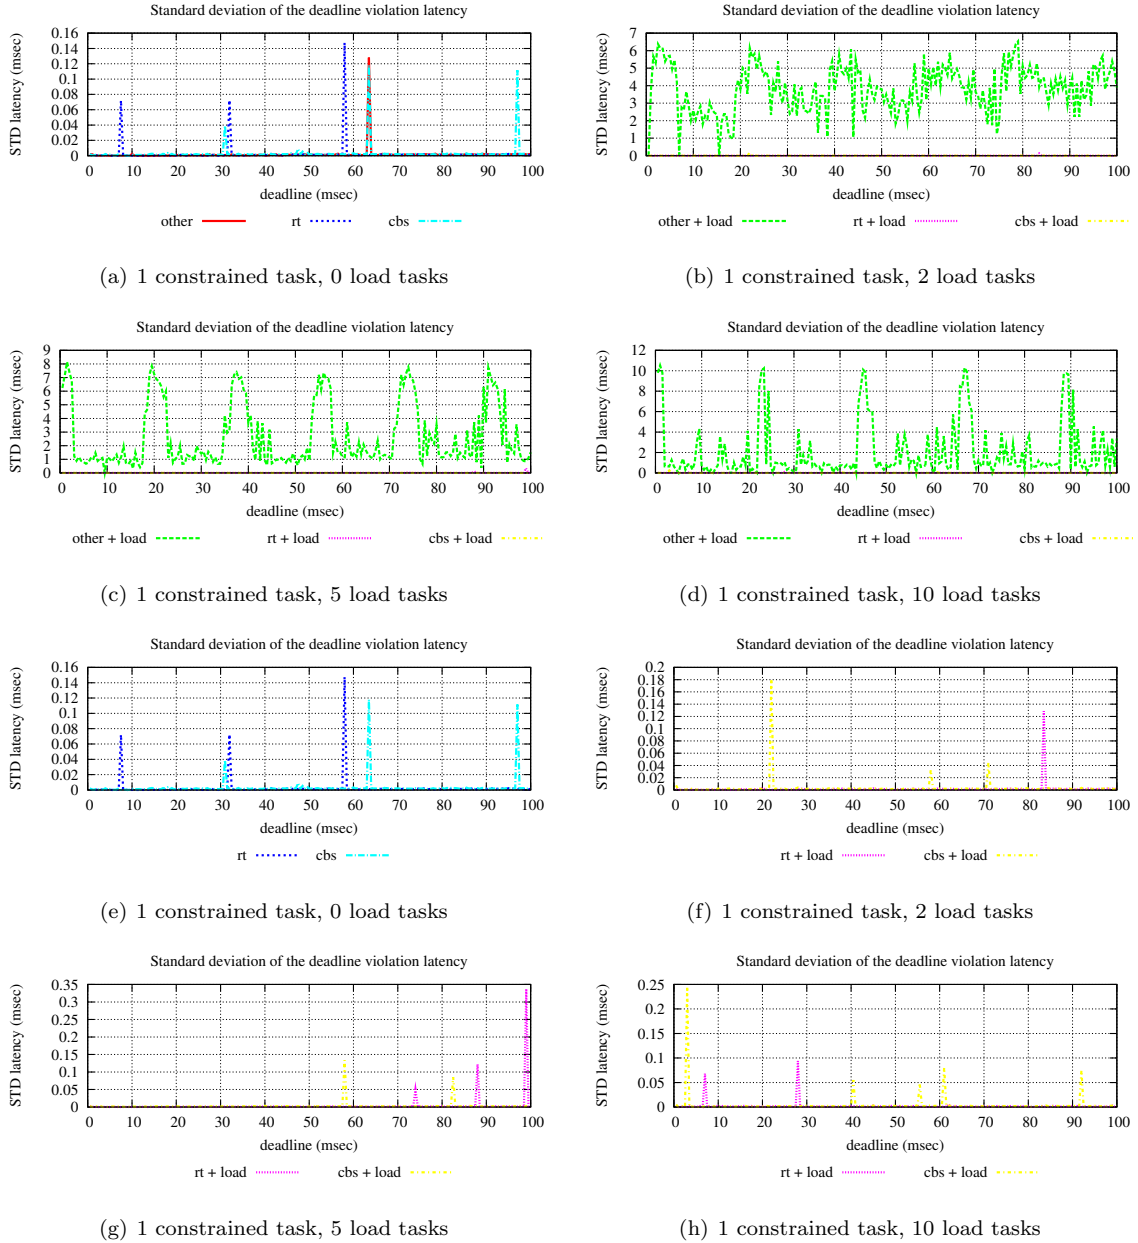 Standard deviation of the deadline violation latency
STD latency (msec)
0.16
0.14
0.12
0.1
0.08
0.06
0.04
0.02
0
0 10 20 30 40 50 60 70 80 90 100
deadline (msec)
other rt cbs
(a) 1 constrained task, 0 load tasks
Standard deviation of the deadline violation latency
STD latency (msec)
7
6
5
4
3
2
1
0
0 10 20 30 40 50 60 70 80 90 100
deadline (msec)
other + load rt + load cbs + load
(b) 1 constrained task, 2 load tasks
Standard deviation of the deadline violation latency
STD latency (msec)
9
8
7
6
5
4
3
2
1
0
0 10 20 30 40 50 60 70 80 90 100
deadline (msec)
other + load rt + load cbs + load
(c) 1 constrained task, 5 load tasks
Standard deviation of the deadline violation latency
STD latency (msec)
12
10
8
6
4
2
0
0 10 20 30 40 50 60 70 80 90 100
deadline (msec)
other + load rt + load cbs + load
(d) 1 constrained task, 10 load tasks
Standard deviation of the deadline violation latency
STD latency (msec)
0.16
0.14
0.12
0.1
0.08
0.06
0.04
0.02
0
0 10 20 30 40 50 60 70 80 90 100
deadline (msec)
rt cbs
(e) 1 constrained task, 0 load tasks
Standard deviation of the deadline violation latency
STD latency (msec)
0.2
0.18
0.16
0.14
0.12
0.1
0.08
0.06
0.04
0.02
0
0 10 20 30 40 50 60 70 80 90 100
deadline (msec)
rt + load cbs + load
(f) 1 constrained task, 2 load tasks
Standard deviation of the deadline violation latency
STD latency (msec)
0.35
0.3
0.25
0.2
0.15
0.1
0.05
0
0 10 20 30 40 50 60 70 80 90 100
deadline (msec)
rt + load cbs + load
(g) 1 constrained task, 5 load tasks
Standard deviation of the deadline violation latency
STD latency (msec)
0.25
0.2
0.15
0.1
0.05
0
0 10 20 30 40 50 60 70 80 90 100
deadline (msec)
rt + load cbs + load
(h) 1 constrained task, 10 load tasks